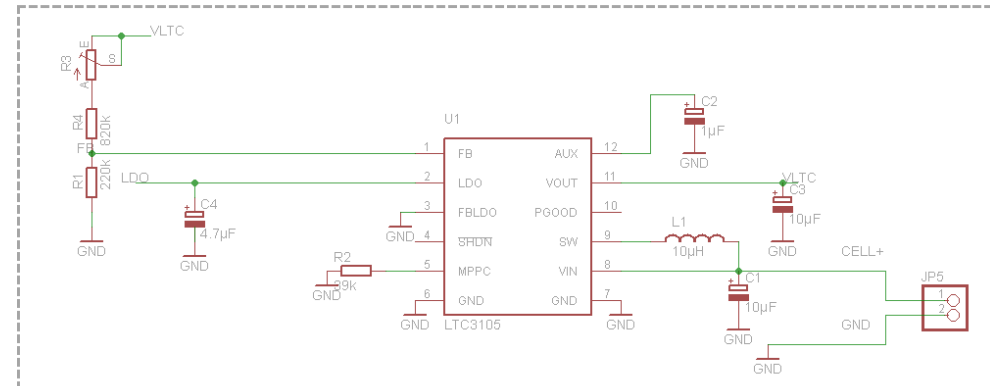 VLTC
E
S
R3
A
C2
1µF
GND
U1
R4
820k
FB
1 FB AUX 12
R1
220k
LDO
2 LDO VOUT 11
VLTC
C3
10µF
GND
C4
4.7µF
GND
GND
3 FBLDO PGOOD 10
GND
4 SHDN SW 9
L1
10µH
CELL+
R2
39k
GND
5 MPPC VIN 8
C1
10µF
GND
JP5
1
2
6 GND GND 7
GND
LTC3105
GND
GND
GND